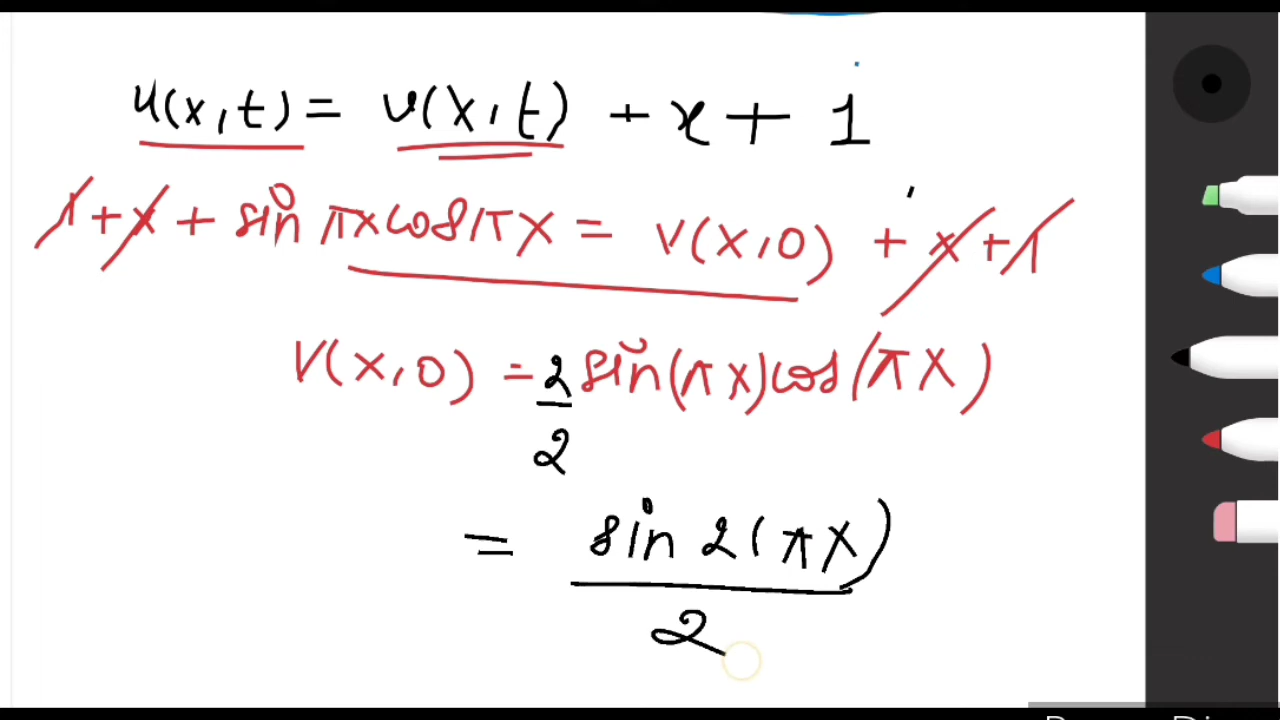 u(x,t) = v(x,t) + x + 1
1 + x + sin πx cos πx = v(x,0) + x + 1
v(x,0) = 2/2 sin(πx) cos(πx)
= sin 2(πx) / 2